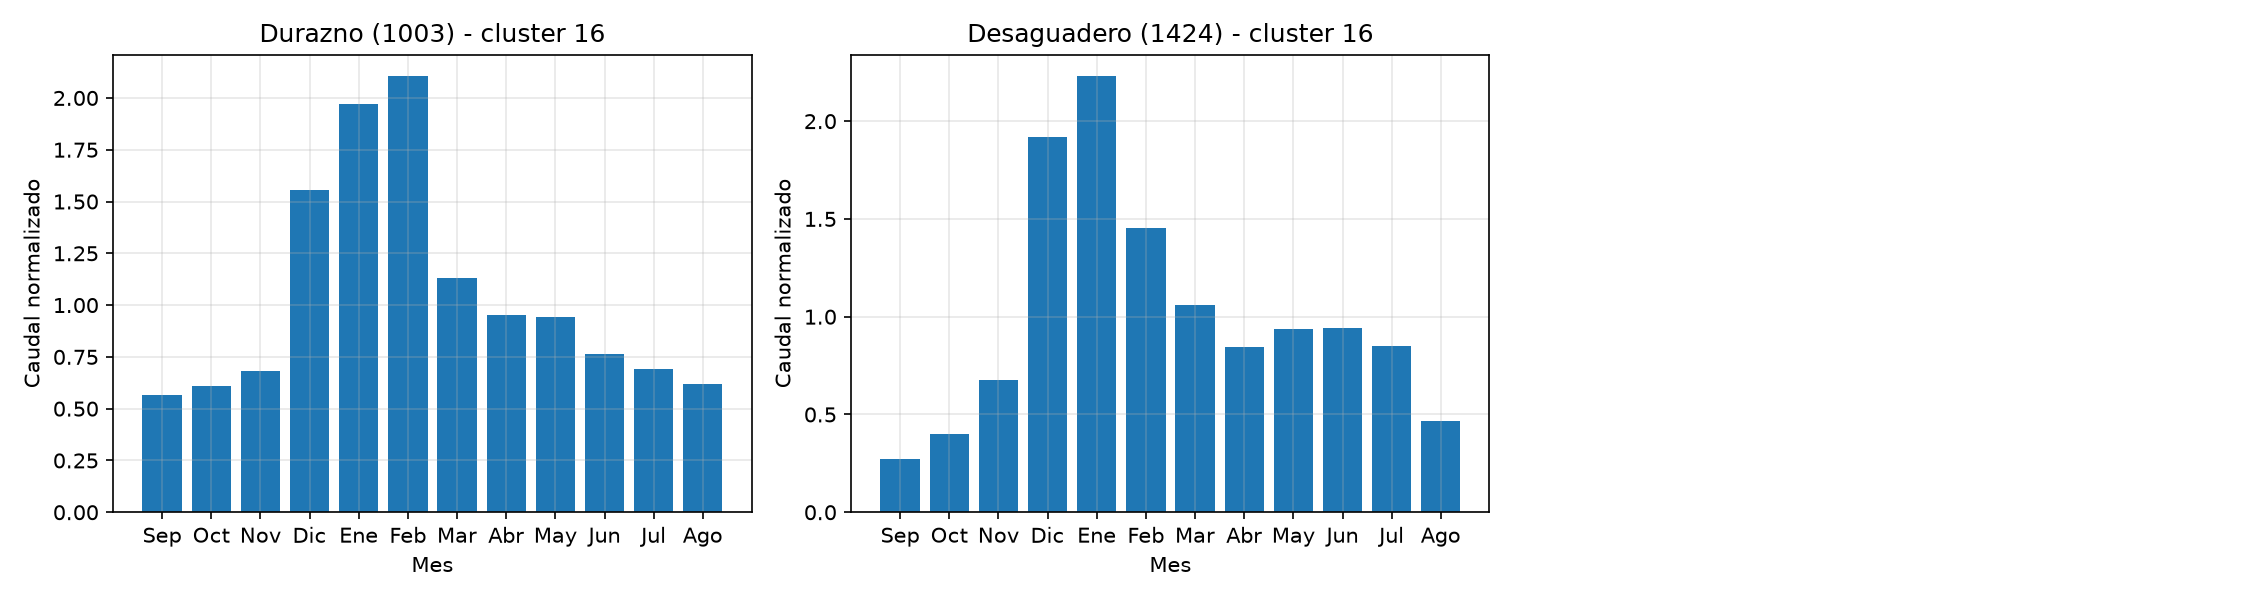 Durazno (1003) - cluster 16
Caudal normalizado
2.00
1.75
1.50
1.25
1.00
0.75
0.50
0.25
0.00
Sep Oct Nov Dic Ene Feb Mar Abr May Jun Jul Ago
Mes
Desaguadero (1424) - cluster 16
Caudal normalizado
2.0
1.5
1.0
0.5
0.0
Sep Oct Nov Dic Ene Feb Mar Abr May Jun Jul Ago
Mes